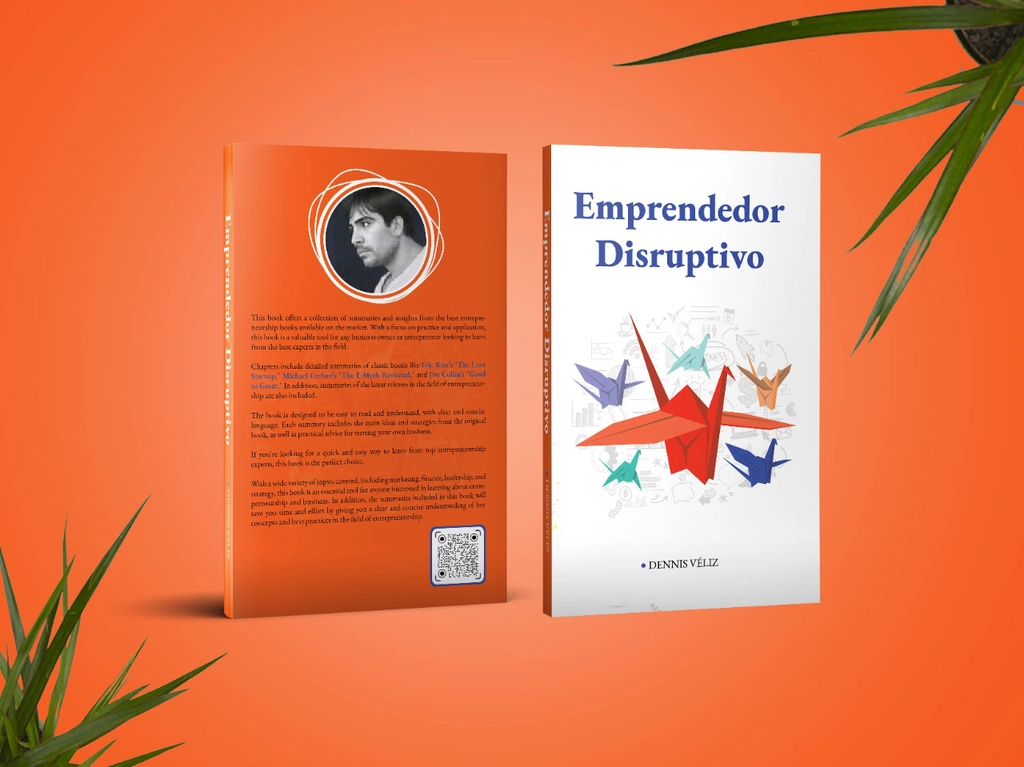 Emprendedor Disruptivo
DENNIS VÉLIZ
This book offers a collection of summaries and insights from the best entrepre-
neurship books available on the market. With a focus on practice and application,
this book is a valuable tool for any business owner or entrepreneur looking to learn
from the best experts in the field.
Chapters include detailed summaries of classic books like Eric Ries's "The Lean
Startup," Michael Gerber's "The E-Myth Revisited," and Jim Collin's "Good
to Great." In addition, summaries of the latest releases in the field of entrepreneur-
ship are also included.
The book is designed to be easy to read and understand, with clear and concise
language. Each summary includes the main ideas and strategies from the original
book, as well as practical advice for starting your own business.
If you're looking for a quick and easy way to learn from top entrepreneurship
experts, this book is the perfect choice.
With a wide variety of topics covered, including marketing, finance, leadership, and
strategy, this book is an essential tool for anyone interested in learning about entre-
preneurship and business. In addition, the summaries included in this book will
save you time and effort by giving you a clear and concise understanding of key
concepts and best practices in the field of entrepreneurship.
Emprendedor Disruptivo
DENNIS VÉLIZ
Emprendedor
Disruptivo
• DENNIS VÉLIZ